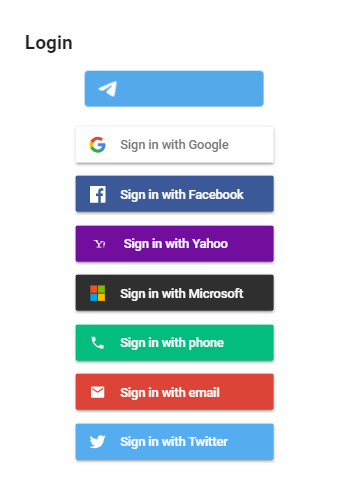 Login
Sign in with Google
Sign in with Facebook
Sign in with Yahoo
Sign in with Microsoft
Sign in with phone
Sign in with email
Sign in with Twitter